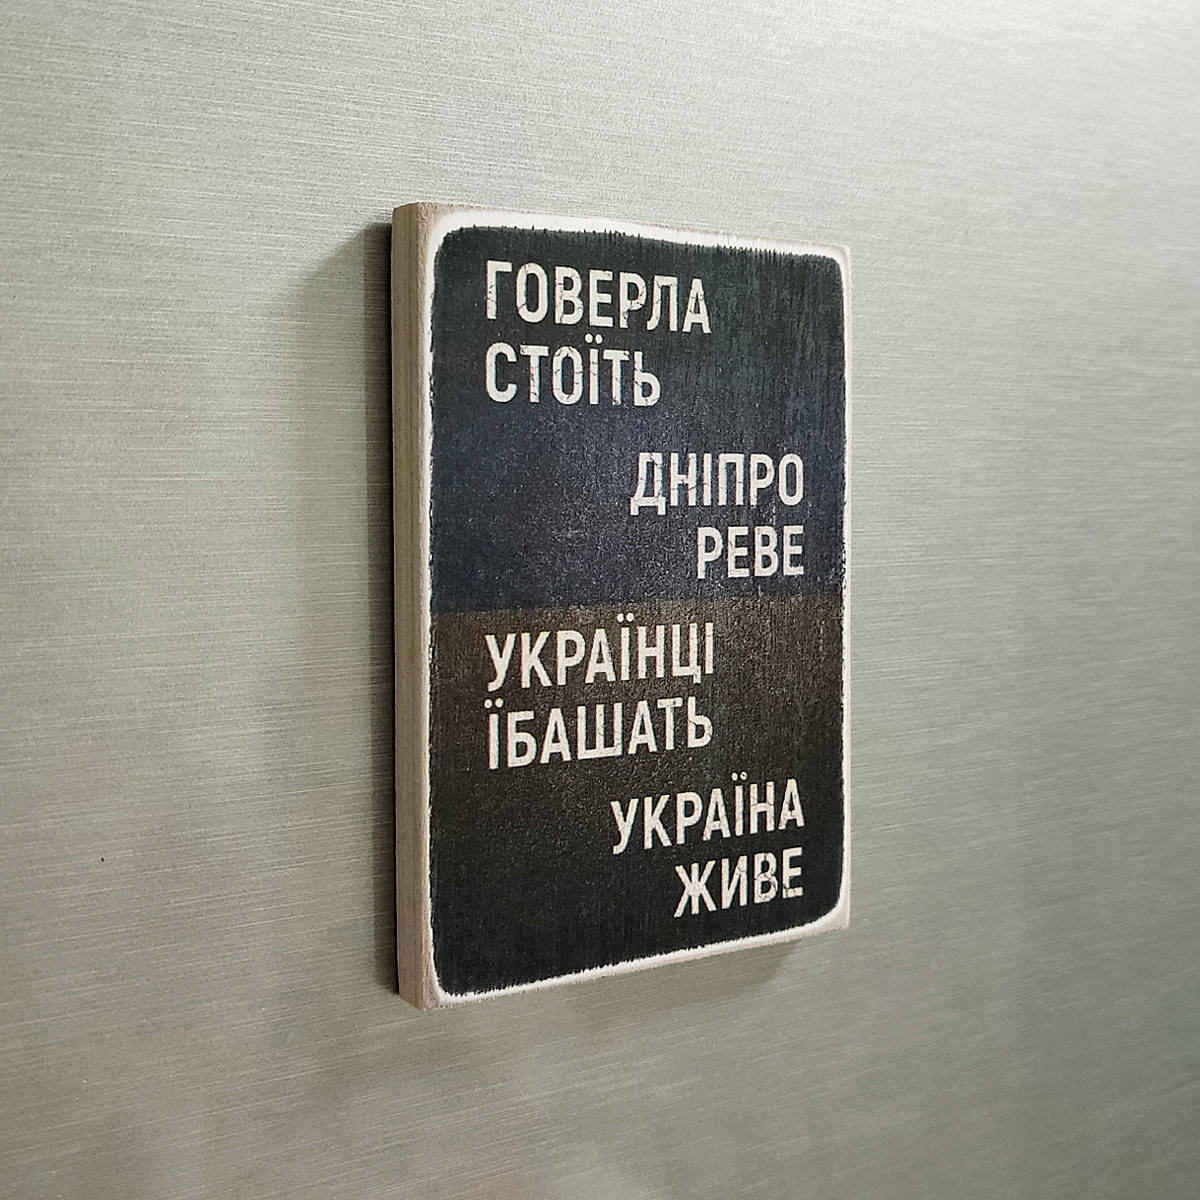 ГОВЕРЛА
СТОЇТЬ
ДНІПРО
РЕВЕ
УКРАЇНЦІ
ЇБАШАТЬ
УКРАЇНА
ЖИВЕ